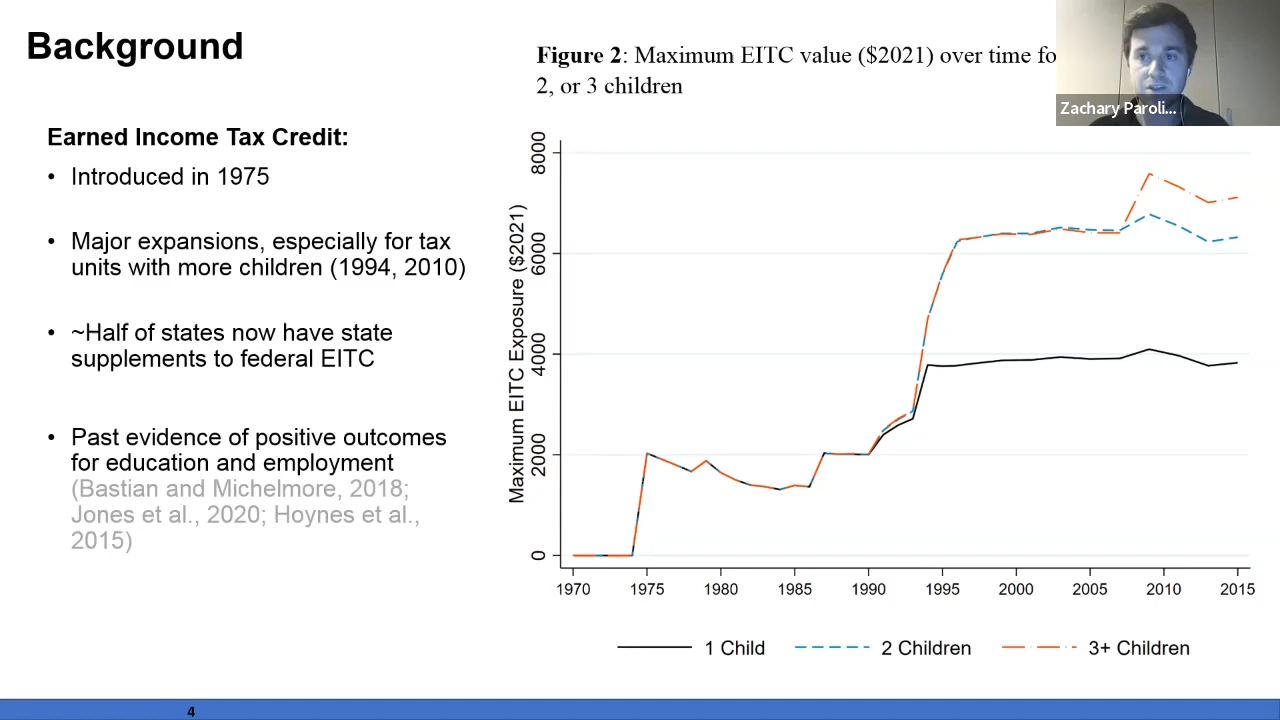 Background
Figure 2: Maximum EITC value ($2021) over time fo
2, or 3 children
Zachary Paroli...
Earned Income Tax Credit:
• Introduced in 1975
• Major expansions, especially for tax
units with more children (1994, 2010)
• ~Half of states now have state
supplements to federal EITC
• Past evidence of positive outcomes
for education and employment
(Bastian and Michelmore, 2018;
Jones et al., 2020; Hoynes et al.,
2015)
Maximum EITC Exposure ($2021)
8000
6000
4000
2000
0
1970 1975 1980 1985 1990 1995 2000 2005 2010 2015
1 Child 2 Children 3+ Children
4